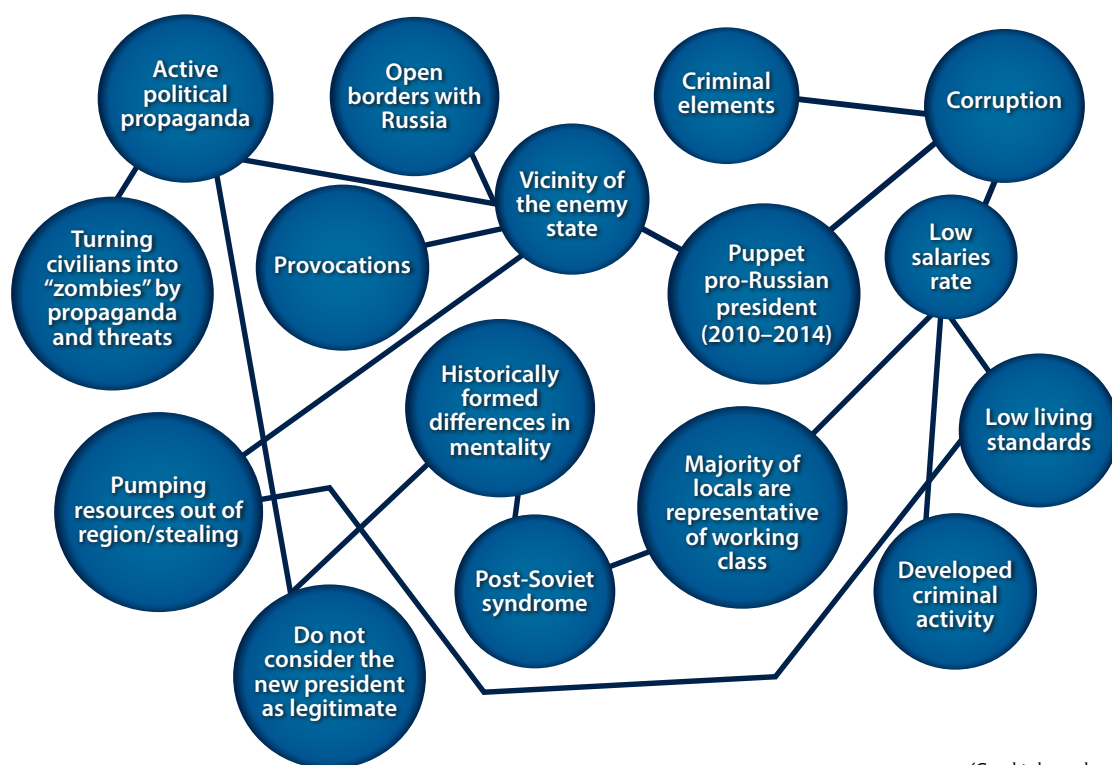 Active
political
propaganda
Open
borders with
Russia
Criminal
elements
Corruption
Vicinity of
the enemy
state
Turning
civilians into
“zombies” by
propaganda
and threats
Provocations
Puppet
pro-Russian
president
(2010–2014)
Low
salaries
rate
Historically
formed
differences in
mentality
Low living
standards
Pumping
resources out of
region/stealing
Majority of
locals are
representative
of working
class
Post-Soviet
syndrome
Developed
criminal
activity
Do not
consider the
new president
as legitimate